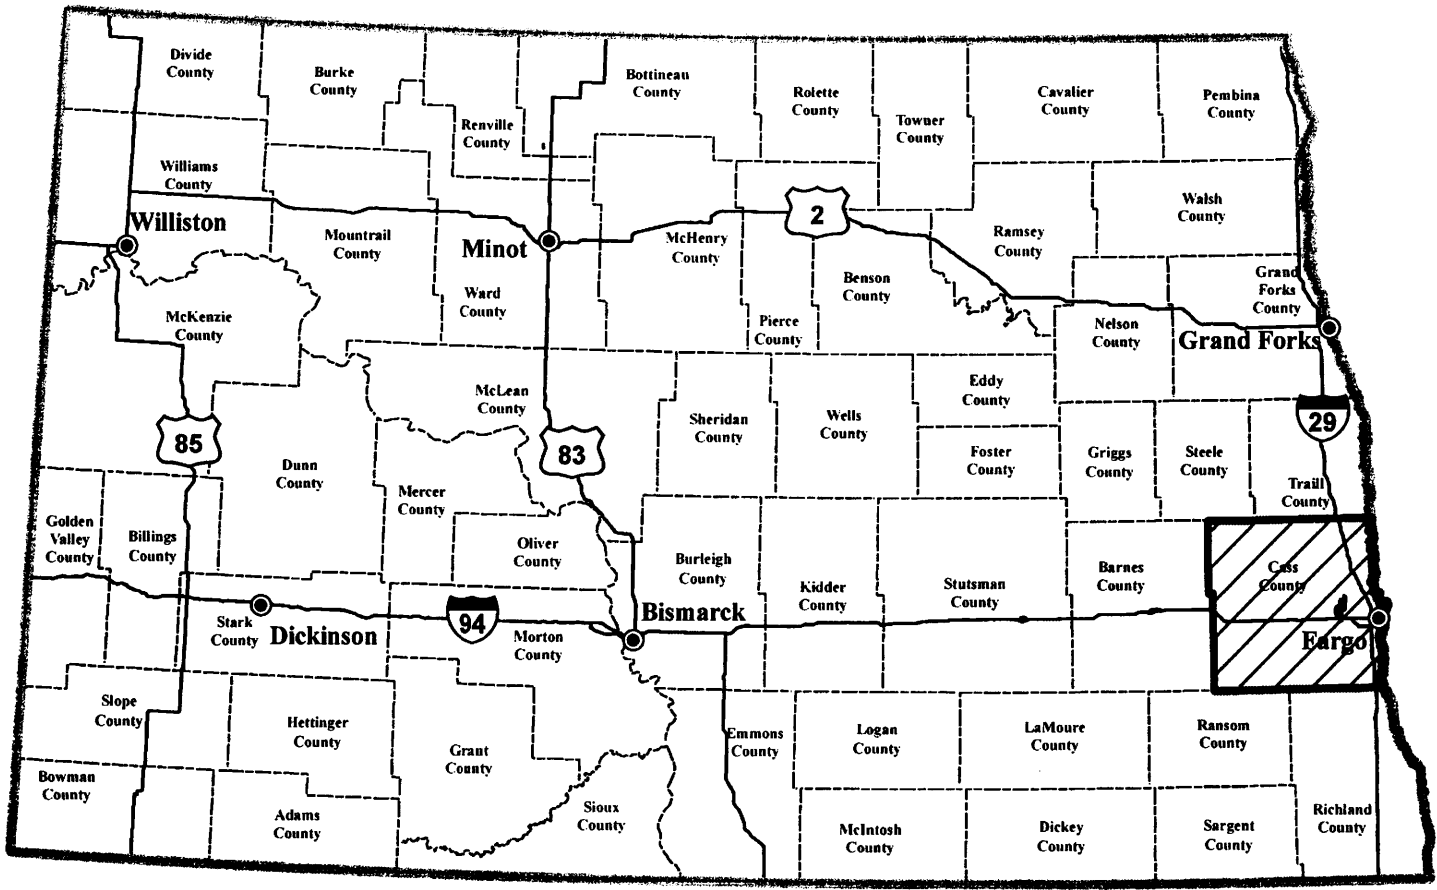 Divide
County
Burke
County
Renville
County
Bottineau
County
Rolette
County
Towner
County
Cavalier
County
Pembina
County
Williams
County
Williston
Mountrail
County
Minot
Ward
County
McHenry
County
2
Pierce
County
Benson
County
Ramsey
County
Walsh
County
Nelson
County
Grand
Forks
County
Grand Forks
McKenzie
County
85
Dunn
County
McLean
County
83
Mercer
County
Oliver
County
Sheridan
County
Wells
County
Eddy
County
Foster
County
Griggs
County
Steele
County
29
Traill
County
Golden
Valley
County
Billings
County
Stark
County
Dickinson
94
Morton
County
Bismarck
Burleigh
County
Kidder
County
Stutsman
County
Barnes
County
Cass
County
Fargo
Slope
County
Hettinger
County
Grant
County
Emmons
County
Logan
County
LaMoure
County
Ransom
County
Bowman
County
Adams
County
Sioux
County
McIntosh
County
Dickey
County
Sargent
County
Richland
County